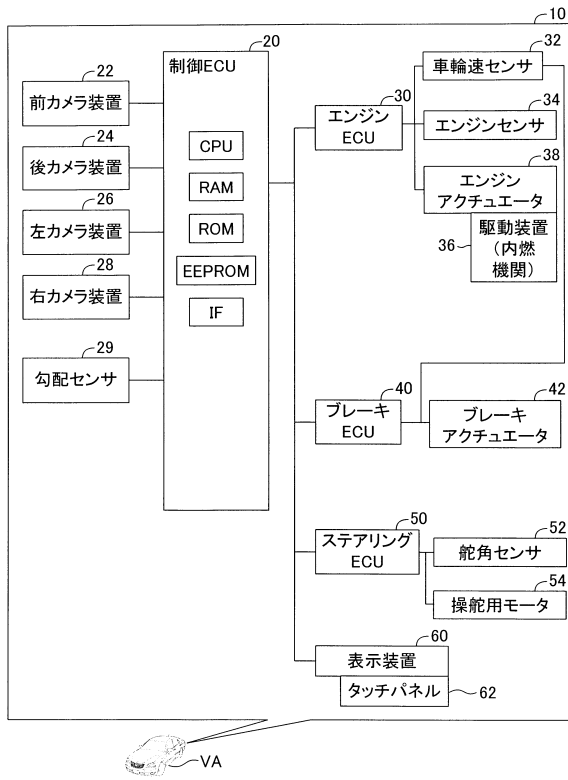 10
20
制御ECU
CPU
RAM
ROM
EEPROM
IF
22
前カメラ装置
24
後カメラ装置
26
左カメラ装置
28
右カメラ装置
29
勾配センサ
30
エンジン
ECU
32
車輪速センサ
34
エンジンセンサ
38
エンジン
アクチュエータ
36
駆動装置
(内燃
機関)
40
ブレーキ
ECU
42
ブレーキ
アクチュエータ
50
ステアリング
ECU
52
舵角センサ
54
操舵用モータ
60
表示装置
タッチパネル
62
VA